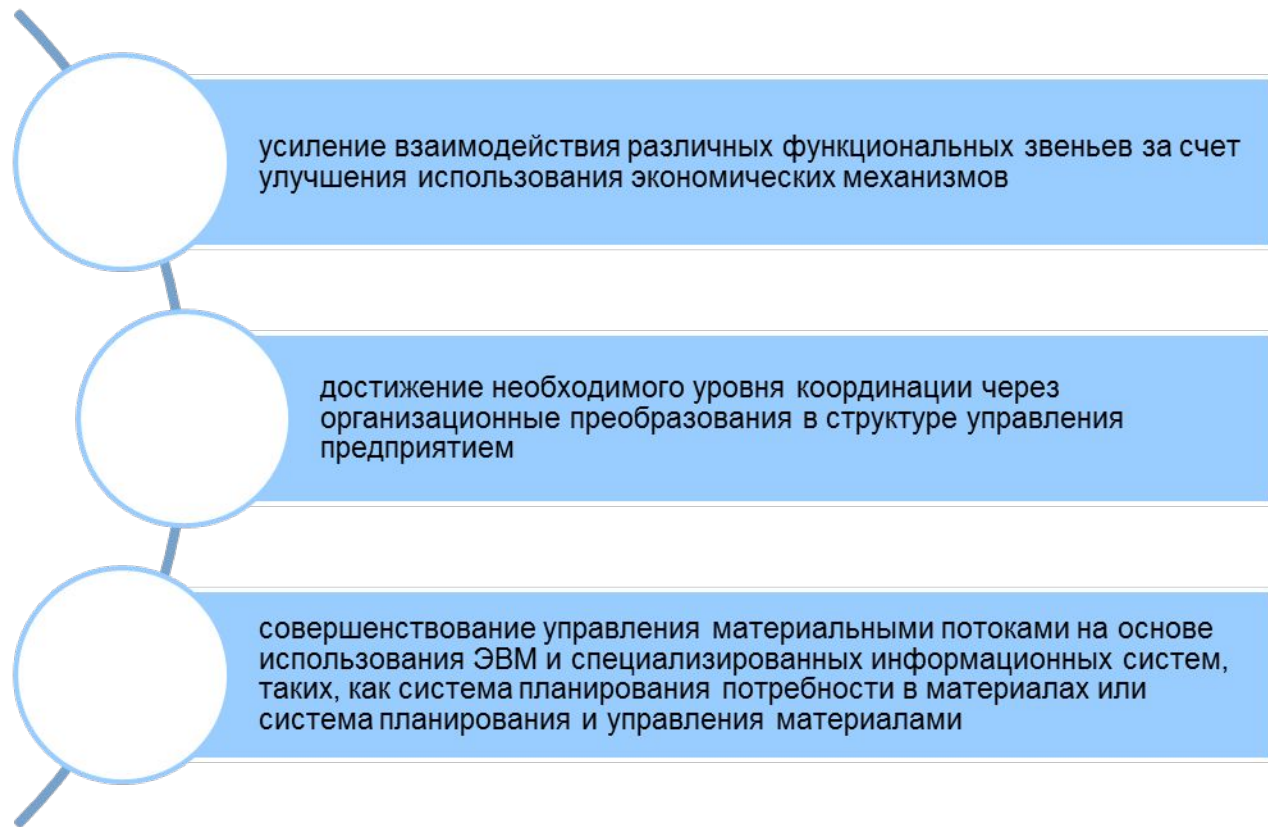 усиление взаимодействия различных функциональных звеньев за счет
улучшения использования экономических механизмов
достижение необходимого уровня координации через
организационные преобразования в структуре управления
предприятием
совершенствование управления материальными потоками на основе
использования ЭВМ и специализированных информационных систем,
таких, как система планирования потребности в материалах или
система планирования и управления материалами